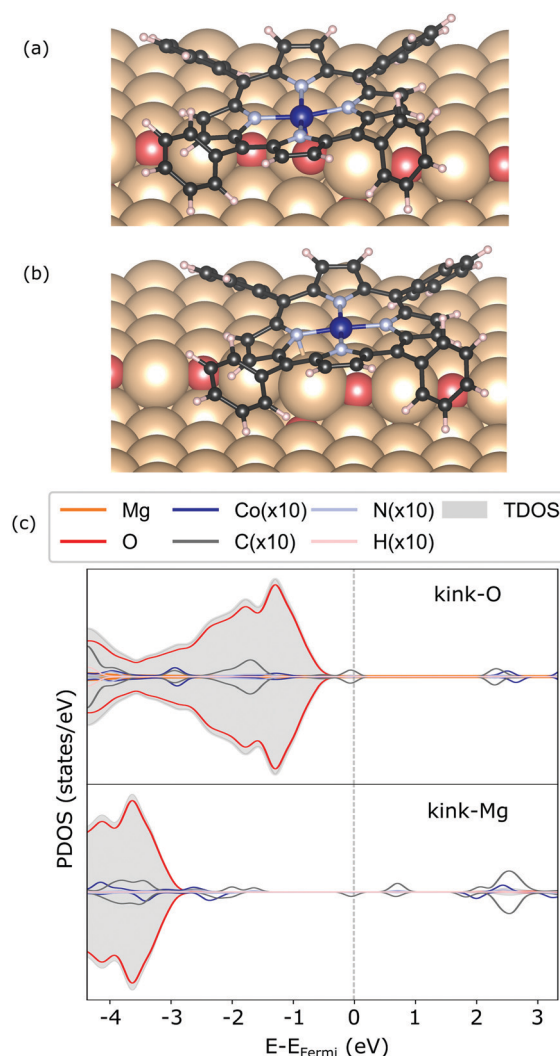 (a)
(b)
(c)
Mg Co(x10) N(x10) TDOS
O C(x10) H(x10)
kink-O
kink-Mg
PDOS (states/eV)
-4 -3 -2 -1 0 1 2 3
E-EFermi (eV)